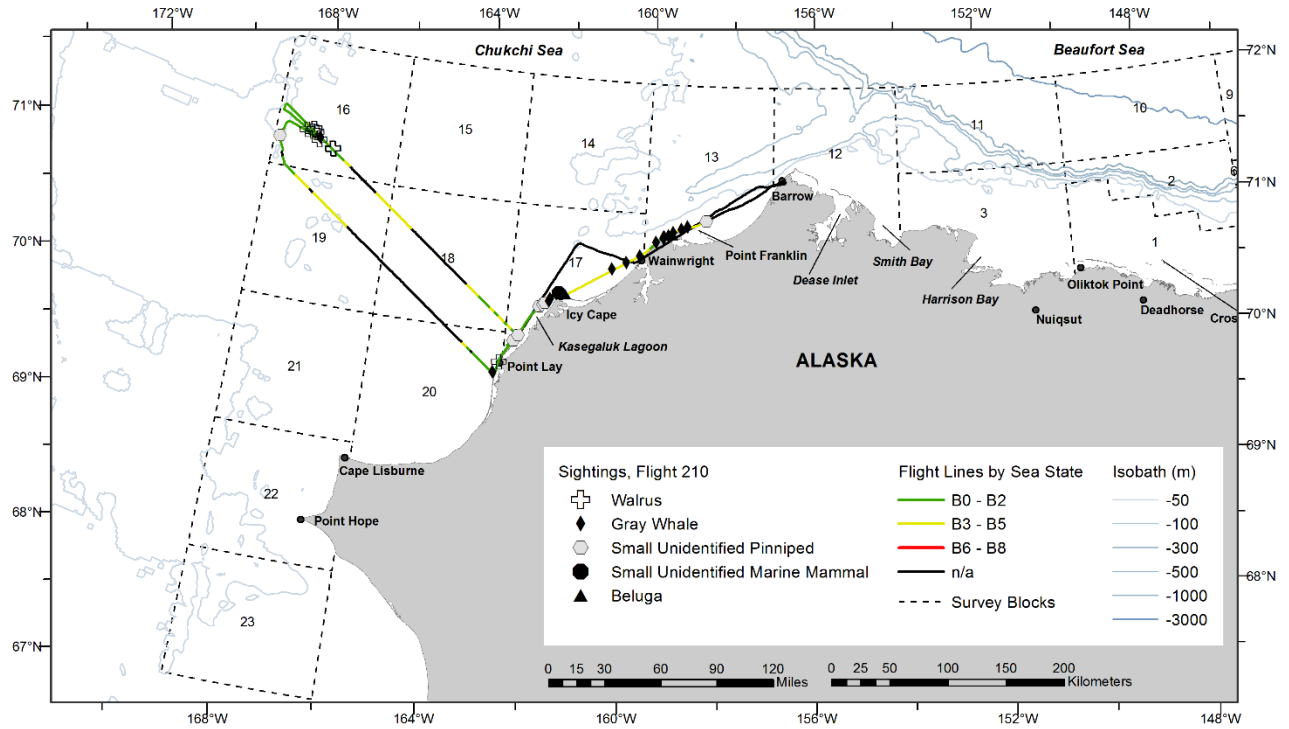 172°W 168°W 164°W 160°W 156°W 152°W 148°W
Chukchi Sea Beaufort Sea
72°N
71°N
16
15
14
13
12
11
10
9
6
2
71°N
Barrow
3
1
70°N
19
18
17
Wainwright
Point Franklin
Dease Inlet
Smith Bay
Harrison Bay
Oliktok Point
Deadhorse
Nuiqsut
Cros
70°N
Icy Cape
Kasegaluk Lagoon
Point Lay
ALASKA
69°N
21
20
69°N
Cape Lisburne
22
Point Hope
68°N
68°N
23
67°N
Sightings, Flight 210
Walrus
Gray Whale
Small Unidentified Pinniped
Small Unidentified Marine Mammal
Beluga
Flight Lines by Sea State
B0 - B2
B3 - B5
B6 - B8
n/a
Survey Blocks
Isobath (m)
-50
-100
-300
-500
-1000
-3000
0 15 30 60 90 120
Miles
0 25 50 100 150 200
Kilometers
168°W 164°W 160°W 156°W 152°W 148°W